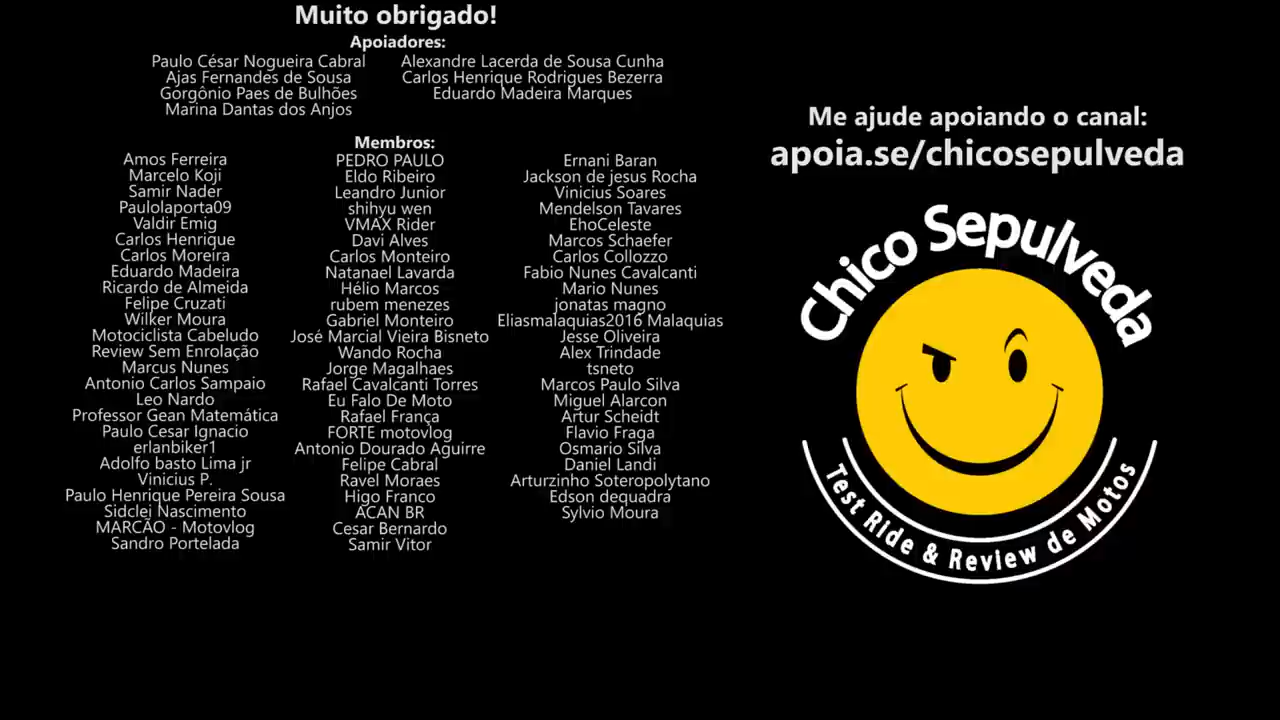 Muito obrigado!
Apoiadores:
Paulo César Nogueira Cabral
Ajas Fernandes de Sousa
Gorgônio Paes de Bulhões
Marina Dantas dos Anjos
Alexandre Lacerda de Sousa Cunha
Carlos Henrique Rodrigues Bezerra
Eduardo Madeira Marques
Membros:
Amos Ferreira
Marcelo Koji
Samir Nader
Paulolaporta09
Valdir Emig
Carlos Henrique
Carlos Moreira
Eduardo Madeira
Ricardo de Almeida
Felipe Cruzati
Wilker Moura
Motociclista Cabeludo
Review Sem Enrolação
Marcus Nunes
Antonio Carlos Sampaio
Leo Nardo
Professor Gean Matemática
Paulo Cesar Ignacio
erlanbiker1
Adolfo basto Lima jr
Vinicius P.
Paulo Henrique Pereira Sousa
Sidclei Nascimento
MARCÃO - Motovlog
Sandro Portelada
PEDRO PAULO
Eldo Ribeiro
Leandro Junior
shihyu wen
VMAX Rider
Davi Alves
Carlos Monteiro
Natanael Lavarda
Hélio Marcos
rubem menezes
Gabriel Monteiro
José Marcial Vieira Bisneto
Wando Rocha
Jorge Magalhaes
Rafael Cavalcanti Torres
Eu Falo De Moto
Rafael França
FORTE motovlog
Antonio Dourado Aguirre
Felipe Cabral
Ravel Moraes
Higo Franco
ACAN BR
Cesar Bernardo
Samir Vitor
Ernani Baran
Jackson de jesus Rocha
Vinicius Soares
Mendelson Tavares
EhoCeleste
Marcos Schaefer
Carlos Collozzo
Fabio Nunes Cavalcanti
Mario Nunes
jonatas magno
Eliasmalaquias2016 Malaquias
Jesse Oliveira
Alex Trindade
tsneto
Marcos Paulo Silva
Miguel Alarcon
Artur Scheidt
Flavio Fraga
Osmario Silva
Daniel Landi
Arturzinho Soteropolytano
Edson dequadra
Sylvio Moura
Me ajude apoiando o canal:
apoia.se/chicosepulveda
Chico Sepulveda
Test Ride & Review de Motos